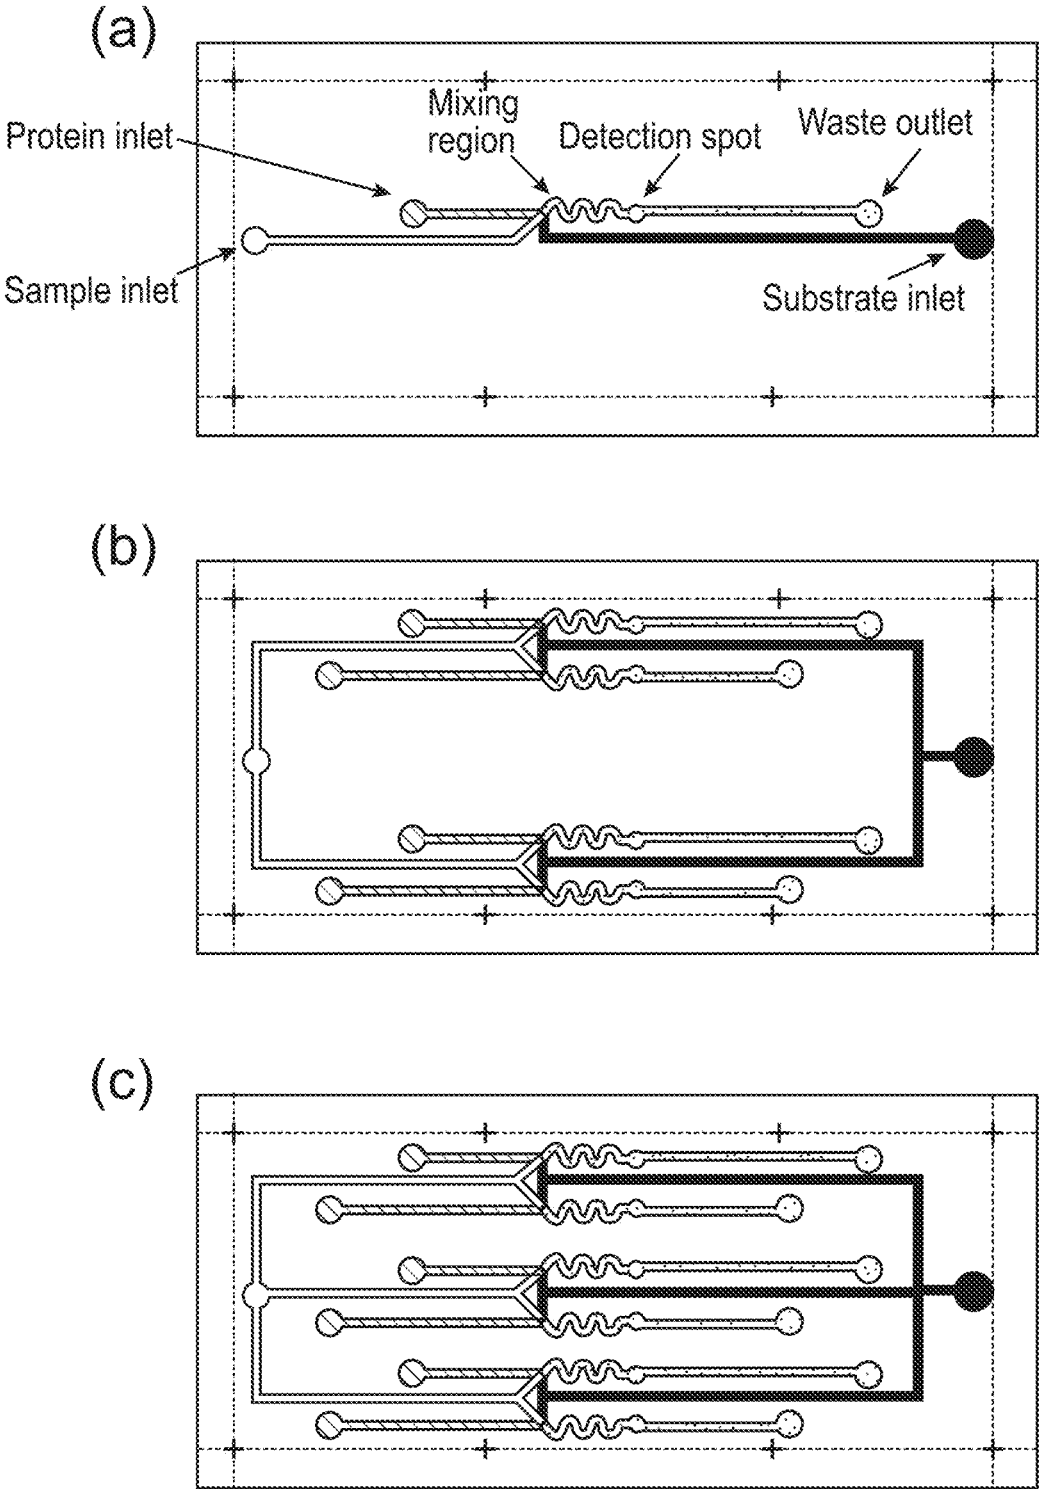 (a)
Mixing
region
Protein inlet
Detection spot
Waste outlet
Sample inlet
Substrate inlet
(b)
(c)